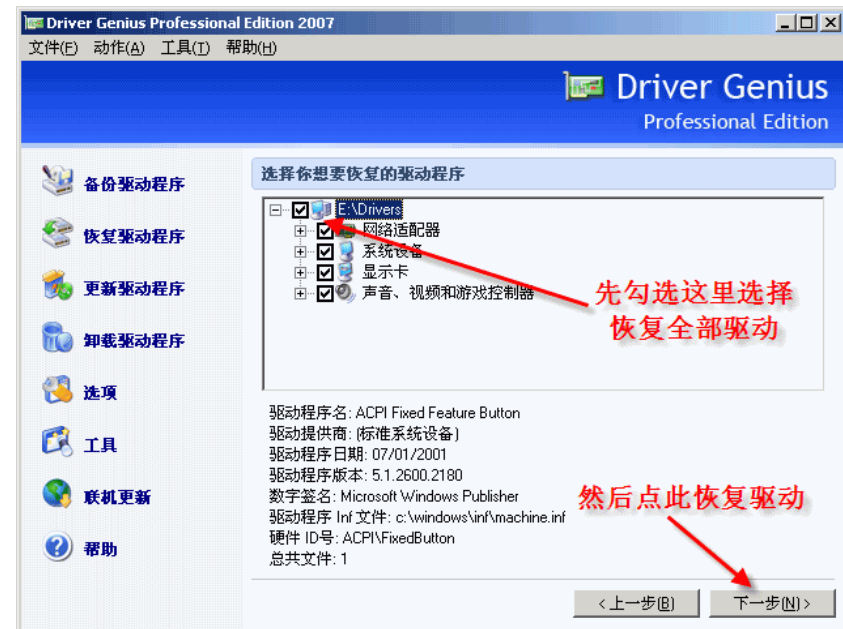 Driver Genius Professional Edition 2007
文件(F) 动作(A) 工具(T) 帮助(H)
Driver Genius
Professional Edition
备份驱动程序
恢复驱动程序
更新驱动程序
卸载驱动程序
选项
工具
联机更新
帮助
选择你想要恢复的驱动程序
E:\Drivers
网络适配器
系统设备
显示卡
声音、视频和游戏控制器
先勾选这里选择
恢复全部驱动
驱动程序名: ACPI Fixed Feature Button
驱动提供商: (标准系统设备)
驱动程序日期: 07/01/2001
驱动程序版本: 5.1.2600.2180
数字签名: Microsoft Windows Publisher
驱动程序 Inf 文件: c:\windows\inf\machine.inf
硬件 ID号: ACPI\FixedButton
总共文件: 1
然后点此恢复驱动
<上一步(B) 下一步(N)>